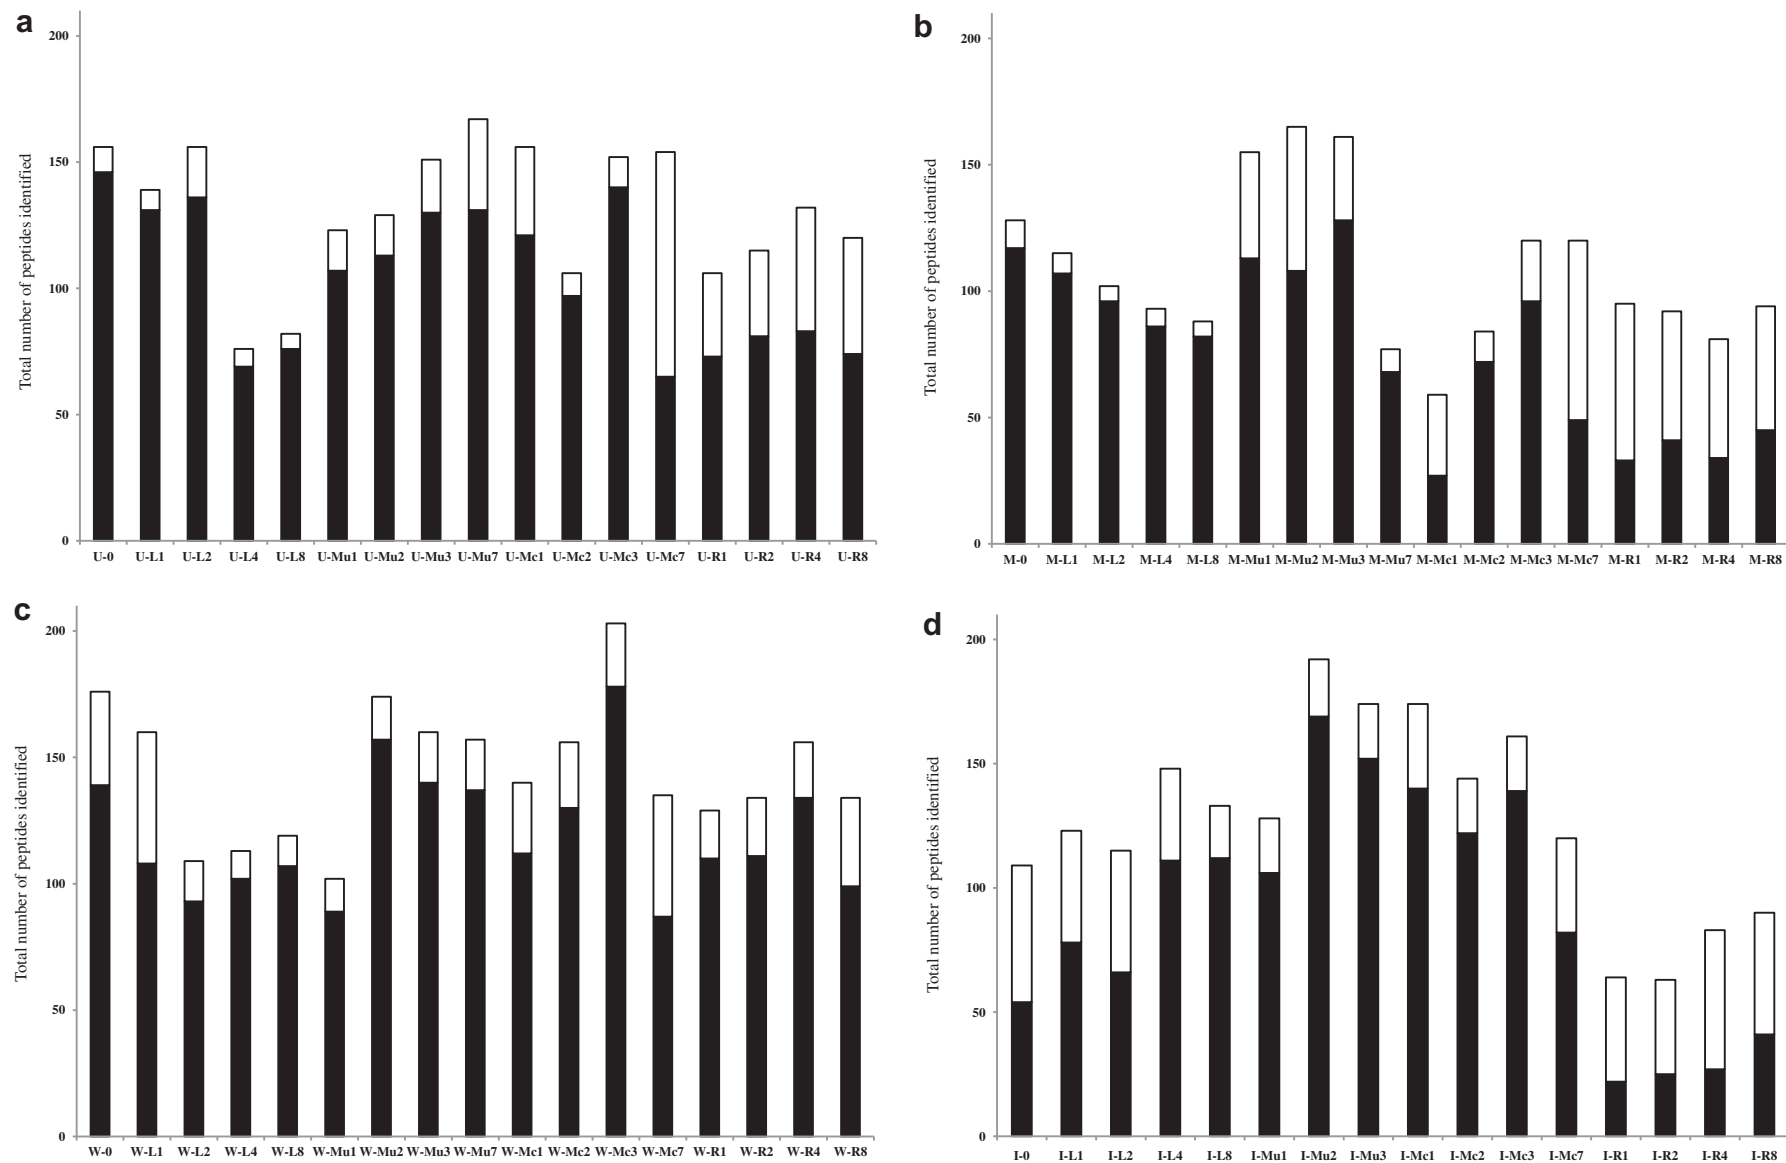 a
Total number of peptides identified
200
150
100
50
0
U-0 U-L1 U-L2 U-L4 U-L8 U-Mu1 U-Mu2 U-Mu3 U-Mu7 U-Mc1 U-Mc2 U-Mc3 U-Mc7 U-R1 U-R2 U-R4 U-R8
b
Total number of peptides identified
200
150
100
50
0
M-0 M-L1 M-L2 M-L4 M-L8 M-Mu1 M-Mu2 M-Mu3 M-Mu7 M-Mc1 M-Mc2 M-Mc3 M-Mc7 M-R1 M-R2 M-R4 M-R8
c
Total number of peptides identified
200
150
100
50
0
W-0 W-L1 W-L2 W-L4 W-L8 W-Mu1 W-Mu2 W-Mu3 W-Mu7 W-Mc1 W-Mc2 W-Mc3 W-Mc7 W-R1 W-R2 W-R4 W-R8
d
Total number of peptides identified
200
150
100
50
0
I-0 I-L1 I-L2 I-L4 I-L8 I-Mu1 I-Mu2 I-Mu3 I-Mc1 I-Mc2 I-Mc3 I-Mc7 I-R1 I-R2 I-R4 I-R8